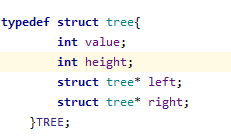 typedef struct tree{
int value;
int height;
struct tree* left;
struct tree* right;
}TREE;